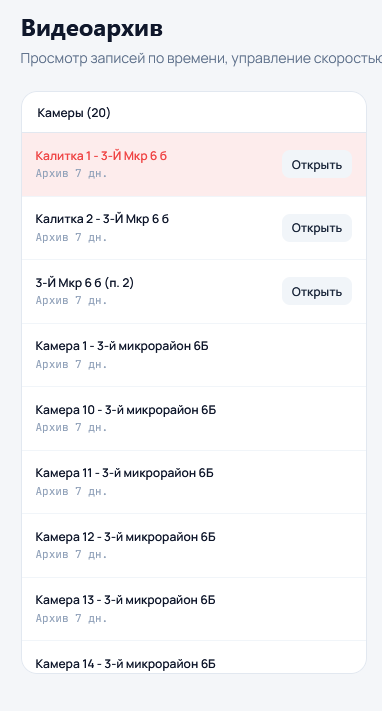 Видеоархив
Просмотр записей по времени, управление скоростью
Камеры (20)
Калитка 1 - 3-Й Мкр 6 б
Архив 7 дн.
Открыть
Калитка 2 - 3-Й Мкр 6 б
Архив 7 дн.
Открыть
3-Й Мкр 6 б (п. 2)
Архив 7 дн.
Открыть
Камера 1 - 3-й микрорайон 6Б
Архив 7 дн.
Камера 10 - 3-й микрорайон 6Б
Архив 7 дн.
Камера 11 - 3-й микрорайон 6Б
Архив 7 дн.
Камера 12 - 3-й микрорайон 6Б
Архив 7 дн.
Камера 13 - 3-й микрорайон 6Б
Архив 7 дн.
Камера 14 - 3-й микрорайон 6Б